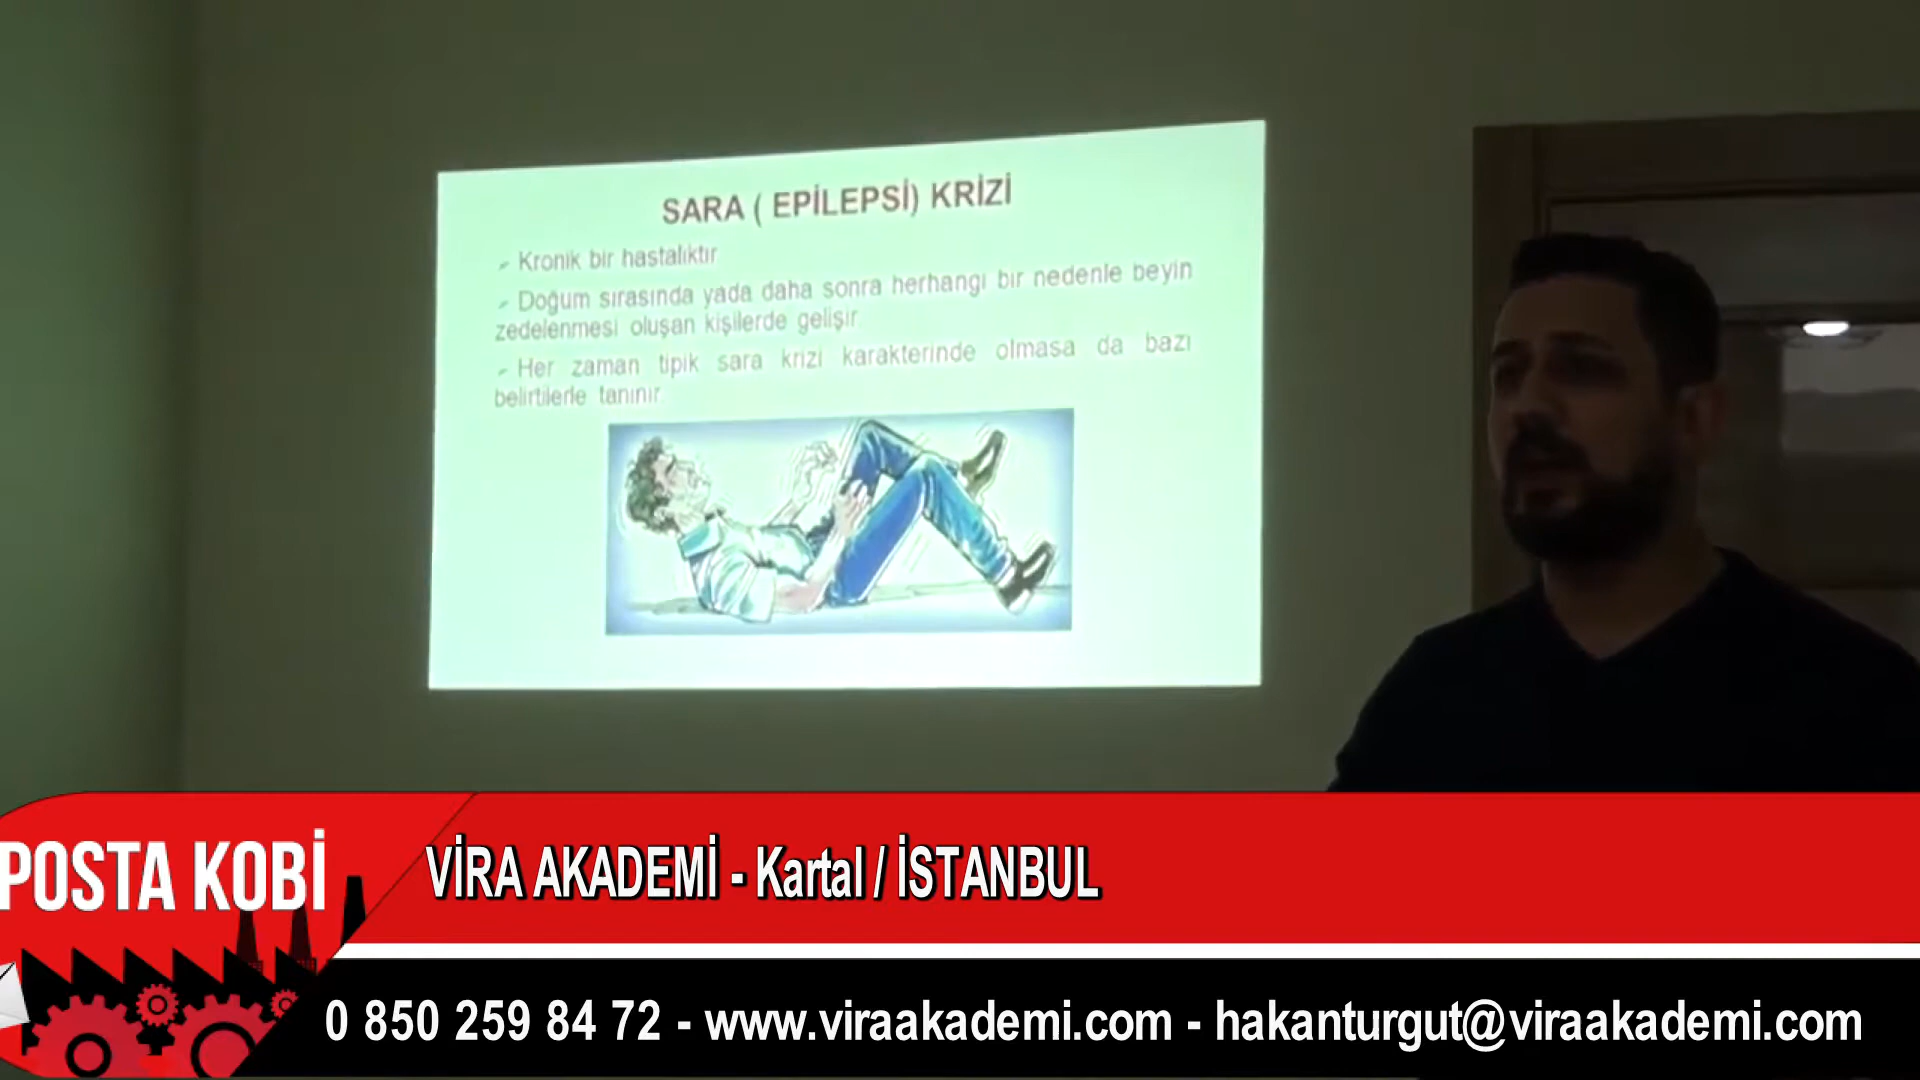 SARA ( EPİLEPSİ) KRİZİ
Kronik bir hastalıktır
Doğum sırasında yada daha sonra herhangi bir nedenle beyin
zedelenmesi oluşan kişilerde gelişir.
Her zaman tipik sara krizi karakterinde olmasa da bazı
belirtilerle tanınır.
POSTA KOBİ
VİRA AKADEMİ - Kartal / İSTANBUL
0 850 259 84 72 - www.viraakademi.com - hakanturgut@viraakademi.com